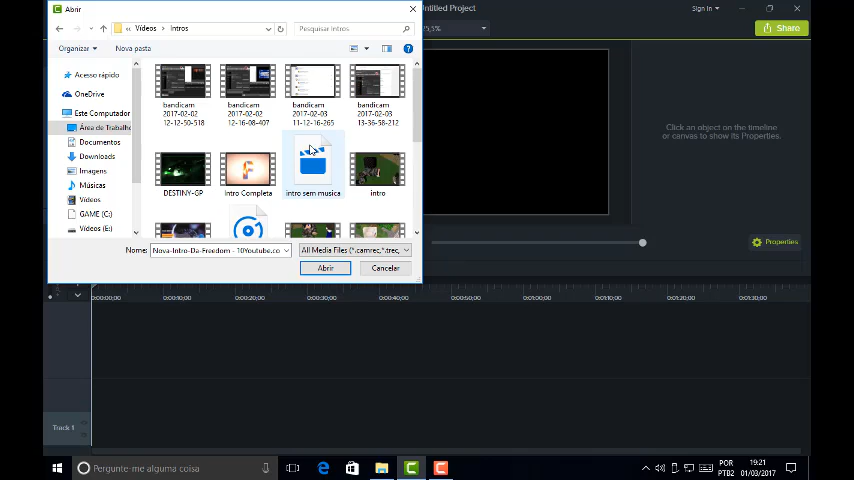 Abrir
Untitled Project
Sign In
Vídeos
Intros
Pesquisar Intros
Share
Organizar
Nova pasta
Acesso rápido
OneDrive
Este Computador
Área de Trabalho
Documentos
Downloads
Imagens
Músicas
Vídeos
GAME (C:)
Vídeos (E:)
bandicam
2017-02-02
12-12-50-518
bandicam
2017-02-02
12-16-08-407
bandicam
2017-02-03
11-12-16-265
bandicam
2017-02-03
13-36-58-212
DESTINY-GP
Intro Completa
intro sem musica
intro
Click an object on the timeline
or canvas to show its Properties.
Nome:
Nova-Intro-Da-Freedom - 10Youtube.co
All Media Files (*.camrec,*.trec,
Abrir
Cancelar
Properties
0:00:00;00
0:00:10;00
0:00:20;00
0:00:30;00
0:00:40;00
0:00:50;00
0:01:00;00
0:01:10;00
0:01:20;00
0:01:30;00
Track 1
Pergunte-me alguma coisa
POR
PTB2
19:21
01/03/2017